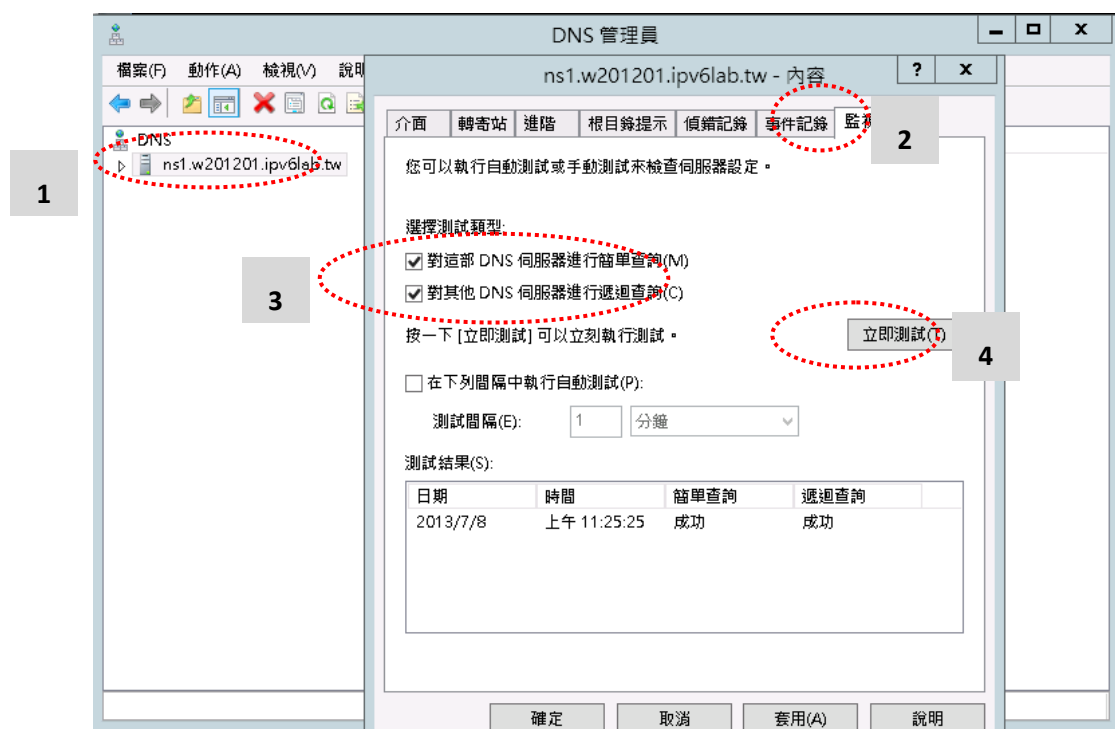 DNS 管理員
檔案(F) 動作(A) 檢視(V)
ns1.w201201.ipv6lab.tw - 內容
介面 轉寄站 進階 根目錄提示 偵錯記錄 事件記錄
2
DNS
ns1.w201201.ipv6lab.tw
1
您可以執行自動測試或手動測試來檢查伺服器設定。
選擇測試類型:
對這部 DNS 伺服器進行簡單查詢(M)
對其他 DNS 伺服器進行遞迴查詢(C)
3
按一下 [立即測試] 可以立刻執行測試。
立即測試(T)
4
在下列間隔中執行自動測試(P):
測試間隔(E): 1 分鐘
測試結果(S):
日期 時間 簡單查詢 遞迴查詢
2013/7/8 上午 11:25:25 成功 成功
確定 取消 套用(A) 說明